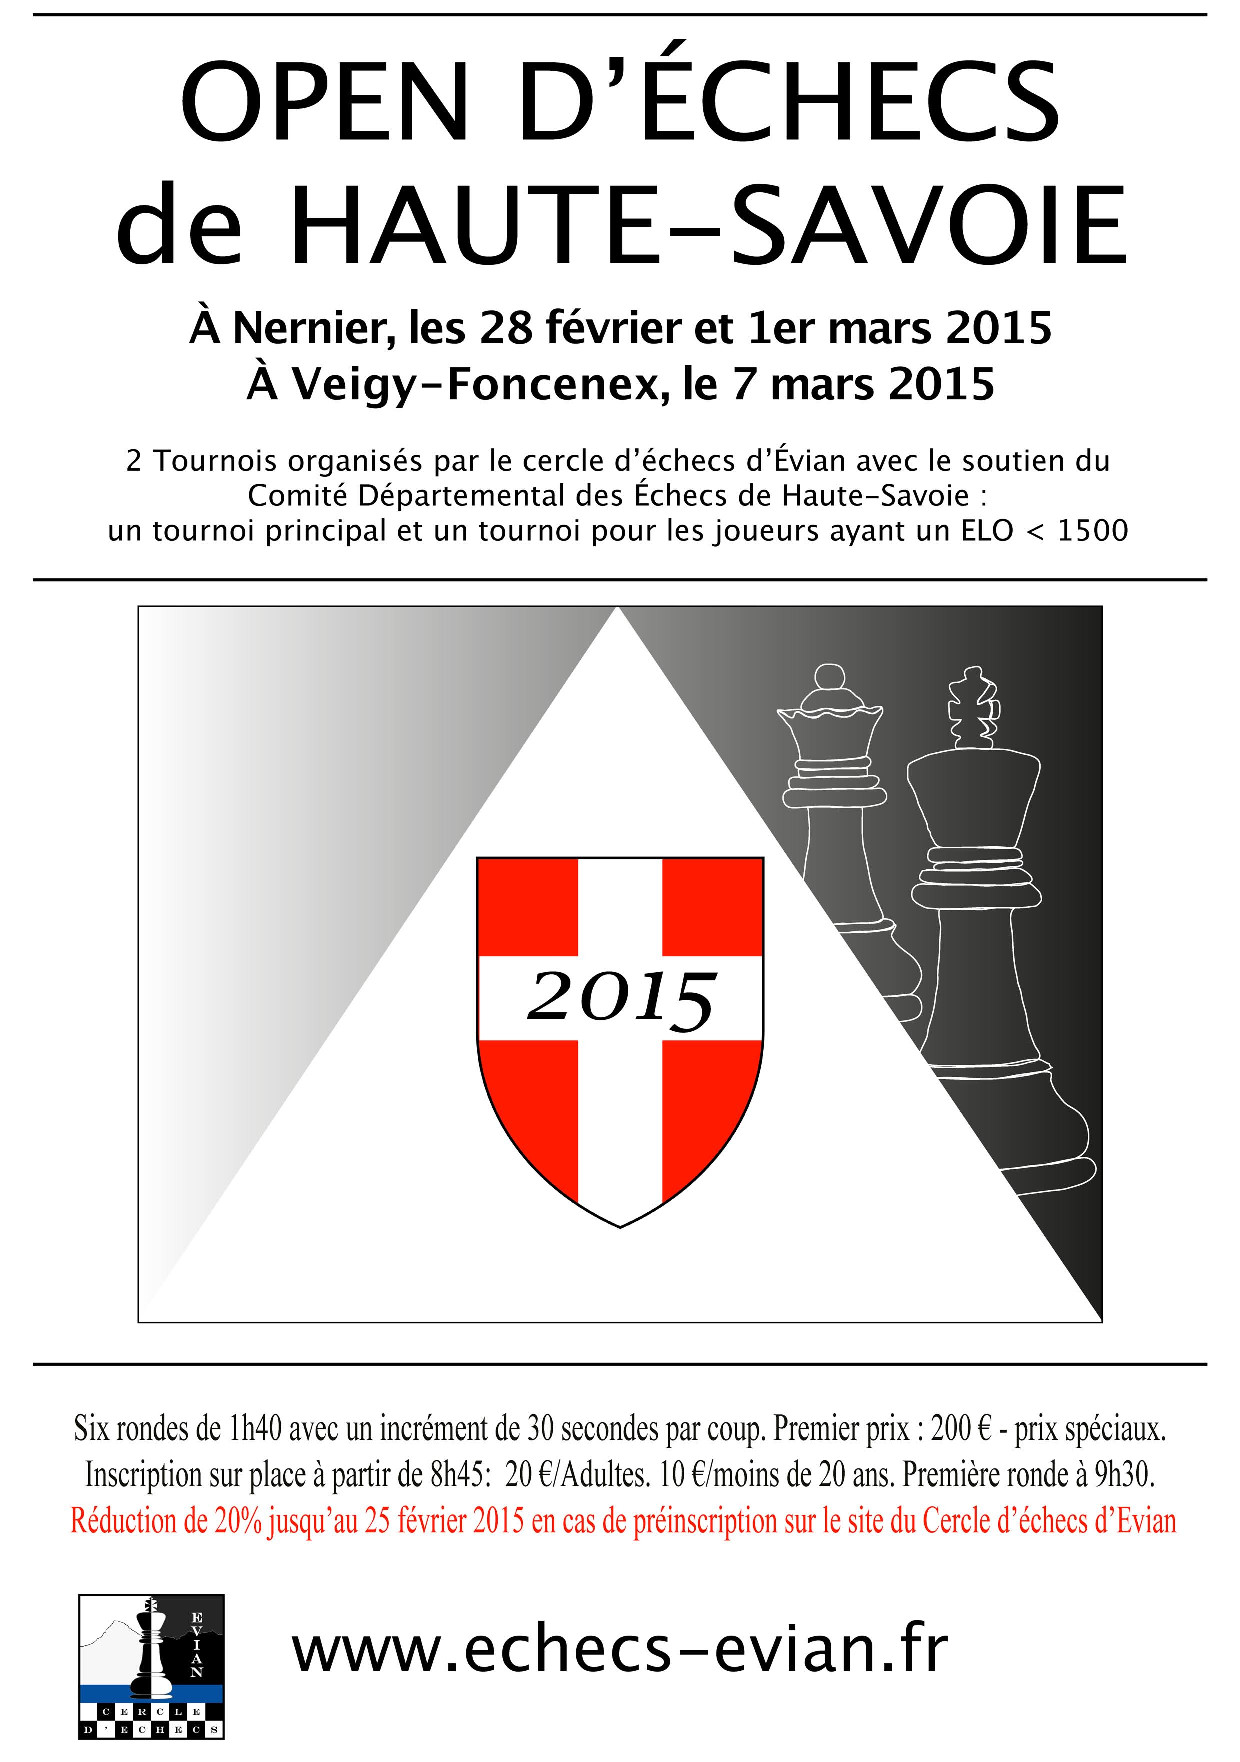 OPEN D’ÉCHECS
de HAUTE-SAVOIE
À Nernier, les 28 février et 1er mars 2015
À Veigy-Foncenex, le 7 mars 2015
2 Tournois organisés par le cercle d’échecs d’Évian avec le soutien du
Comité Départemental des Échecs de Haute-Savoie :
un tournoi principal et un tournoi pour les joueurs ayant un ELO < 1500
2015
Six rondes de 1h40 avec un incrément de 30 secondes par coup. Premier prix : 200 € - prix spéciaux.
Inscription sur place à partir de 8h45: 20 €/Adultes. 10 €/moins de 20 ans. Première ronde à 9h30.
Réduction de 20% jusqu’au 25 février 2015 en cas de préinscription sur le site du Cercle d’échecs d’Evian
EVIAN
CERCLE
D'ECHECS
www.echecs-evian.fr